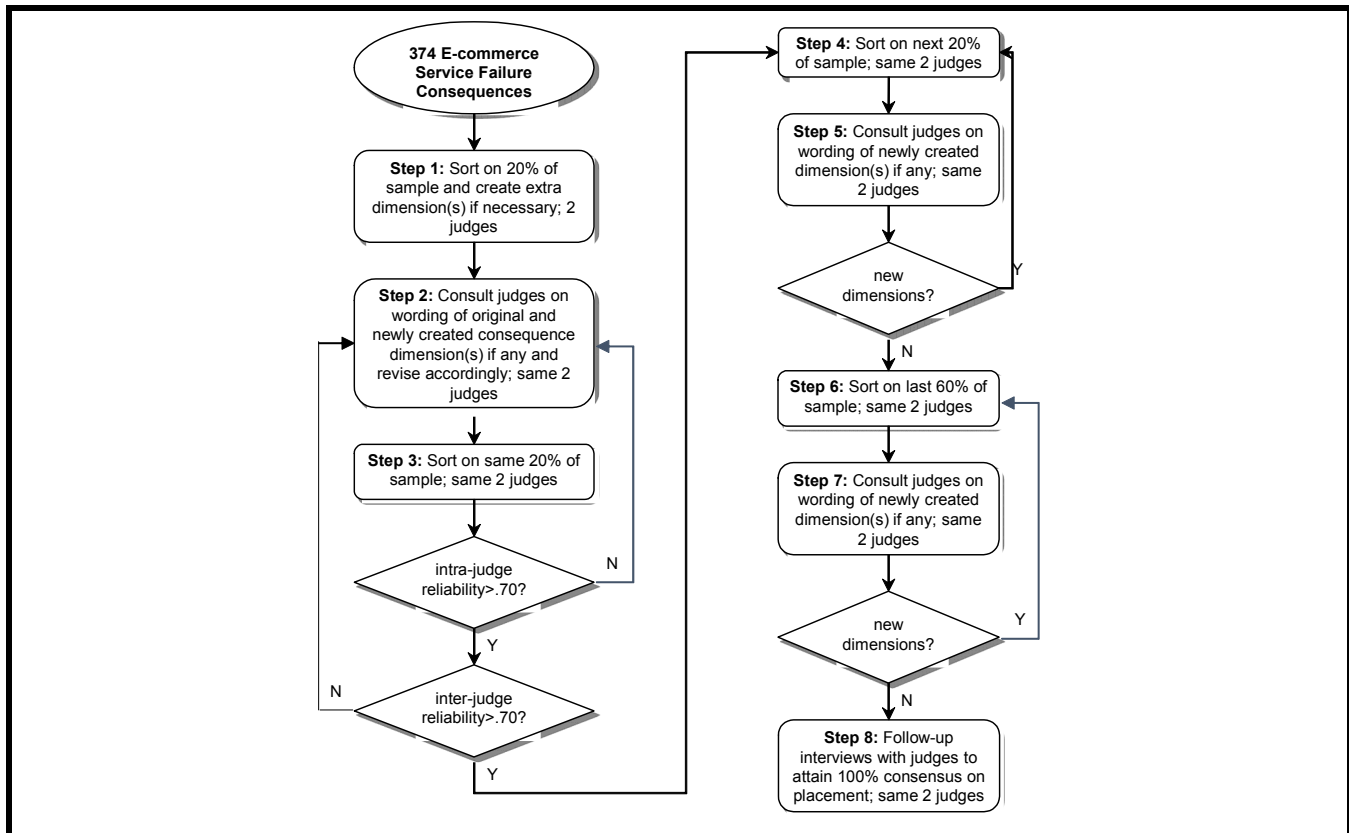 374 E-commerce
Service Failure
Consequences
Step 1: Sort on 20% of
sample and create extra
dimension(s) if necessary; 2
judges
Step 2: Consult judges on
wording of original and
newly created consequence
dimension(s) if any and
revise accordingly; same 2
judges
Step 3: Sort on same 20% of
sample; same 2 judges
intra-judge
reliability>.70?
N
Y
inter-judge
reliability>.70?
N
Y
Step 4: Sort on next 20%
of sample; same 2 judges
Step 5: Consult judges on
wording of newly created
dimension(s) if any; same
2 judges
new
dimensions?
Y
N
Step 6: Sort on last 60% of
sample; same 2 judges
Step 7: Consult judges on
wording of newly created
dimension(s) if any; same
2 judges
new
dimensions?
Y
N
Step 8: Follow-up
interviews with judges to
attain 100% consensus on
placement; same 2 judges